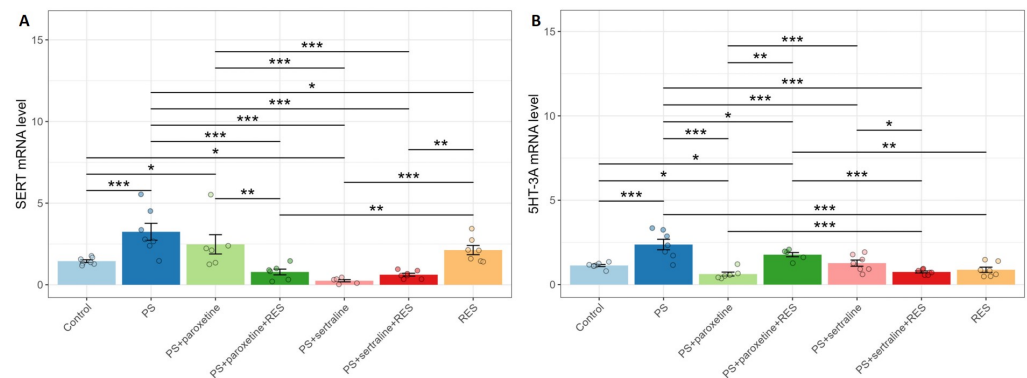 A
SERT mRNA level
15
10
5
0
***
***
*
***
***
***
*
**
*
***
***
**
**
Control
PS
PS+paroxetine
PS+paroxetine+RES
PS+sertraline
PS+sertraline+RES
RES
B
5HT-3A mRNA level
15
10
5
0
***
**
***
***
*
*
***
**
*
*
***
***
***
***
Control
PS
PS+paroxetine
PS+paroxetine+RES
PS+sertraline
PS+sertraline+RES
RES